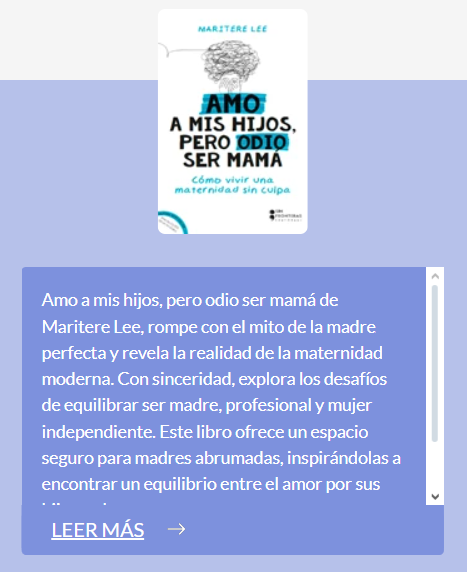 MARITERE LEE
AMO
A MIS HIJOS,
PERO ODIO
SER MAMÁ
Cómo vivir una
maternidad sin culpa
Amo a mis hijos, pero odio ser mamá de
Maritere Lee, rompe con el mito de la madre
perfecta y revela la realidad de la maternidad
moderna. Con sinceridad, explora los desafíos
de equilibrar ser madre, profesional y mujer
independiente. Este libro ofrece un espacio
seguro para madres abrumadas, inspirándolas a
encontrar un equilibrio entre el amor por sus
LEER MÁS